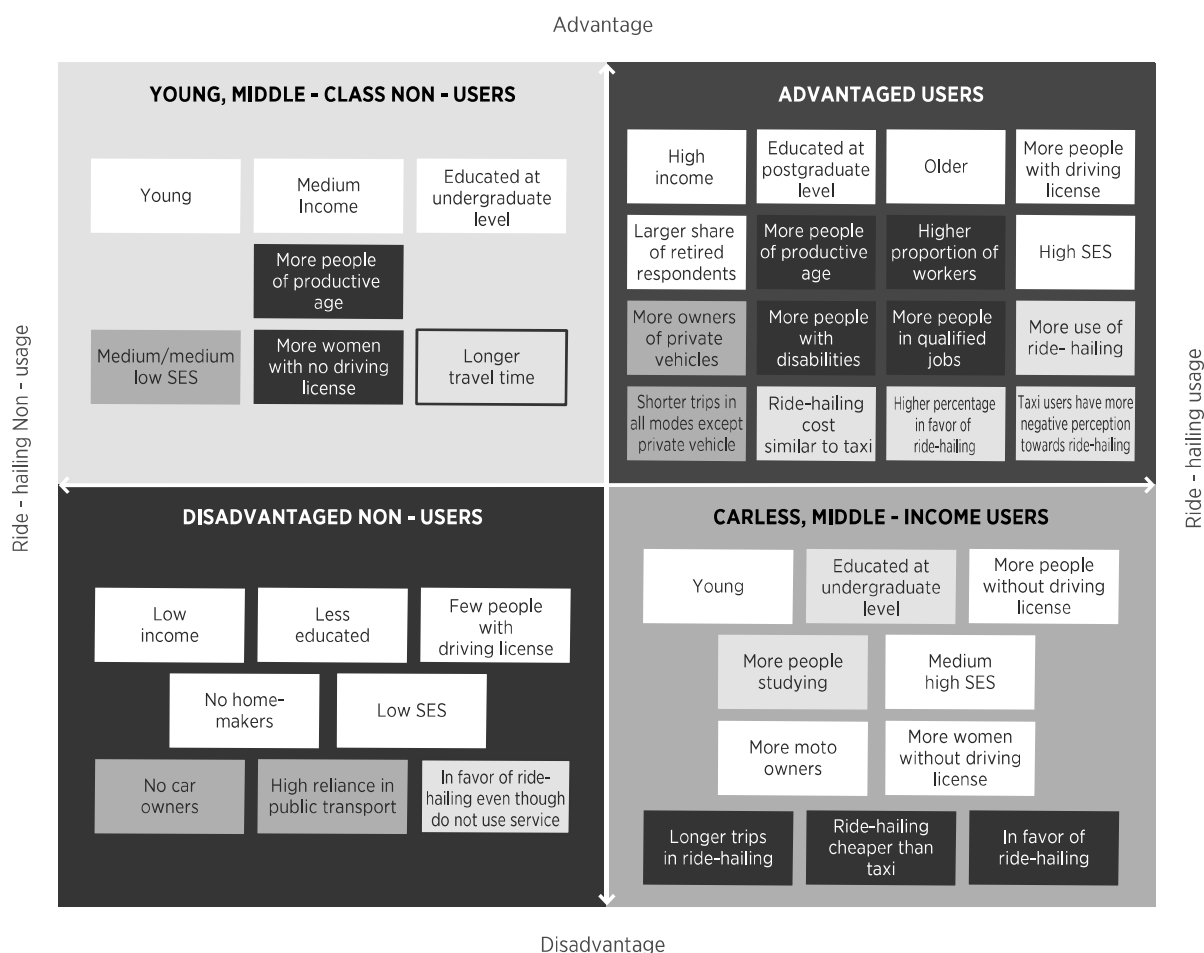 Advantage
YOUNG, MIDDLE - CLASS NON - USERS
Young
Medium
Income
Educated at
undergraduate
level
More people
of productive
age
Medium/medium
low SES
More women
with no driving
license
Longer
travel time
ADVANTAGED USERS
High
income
Educated at
postgraduate
level
Older
More people
with driving
license
Larger share
of retired
respondents
More people
of productive
age
Higher
proportion of
workers
High SES
More owners
of private
vehicles
More people
with
disabilities
More people
in qualified
jobs
More use of
ride- hailing
Shorter trips in
all modes except
private vehicle
Ride-hailing
cost
similar to taxi
Higher percentage
in favor of
ride-hailing
Taxi users have more
negative perception
towards ride-hailing
Ride - hailing Non - usage
Ride - hailing usage
DISADVANTAGED NON - USERS
Low
income
Less
educated
Few people
with
driving license
No home-
makers
Low SES
No car
owners
High reliance in
public transport
In favor of ride-
hailing even though
do not use service
CARLESS, MIDDLE - INCOME USERS
Young
Educated at
undergraduate
level
More people
without driving
license
More people
studying
Medium
high SES
More moto
owners
More women
without driving
license
Longer trips
in ride-hailing
Ride-hailing
cheaper than
taxi
In favor of
ride-hailing
Disadvantage